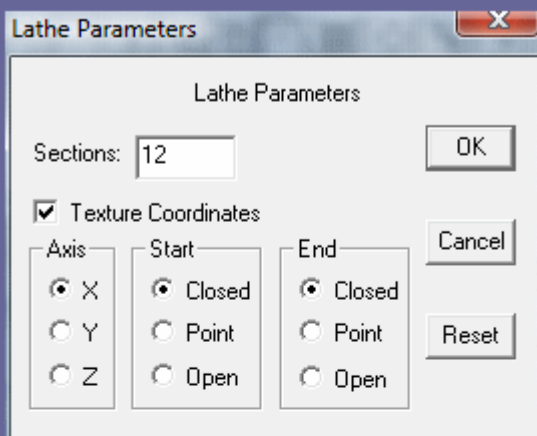 Lathe Parameters
Lathe Parameters
Sections: 12
OK
Texture Coordinates
Cancel
Axis Start End
X Closed Closed
Y Point Point
Reset
Z Open Open